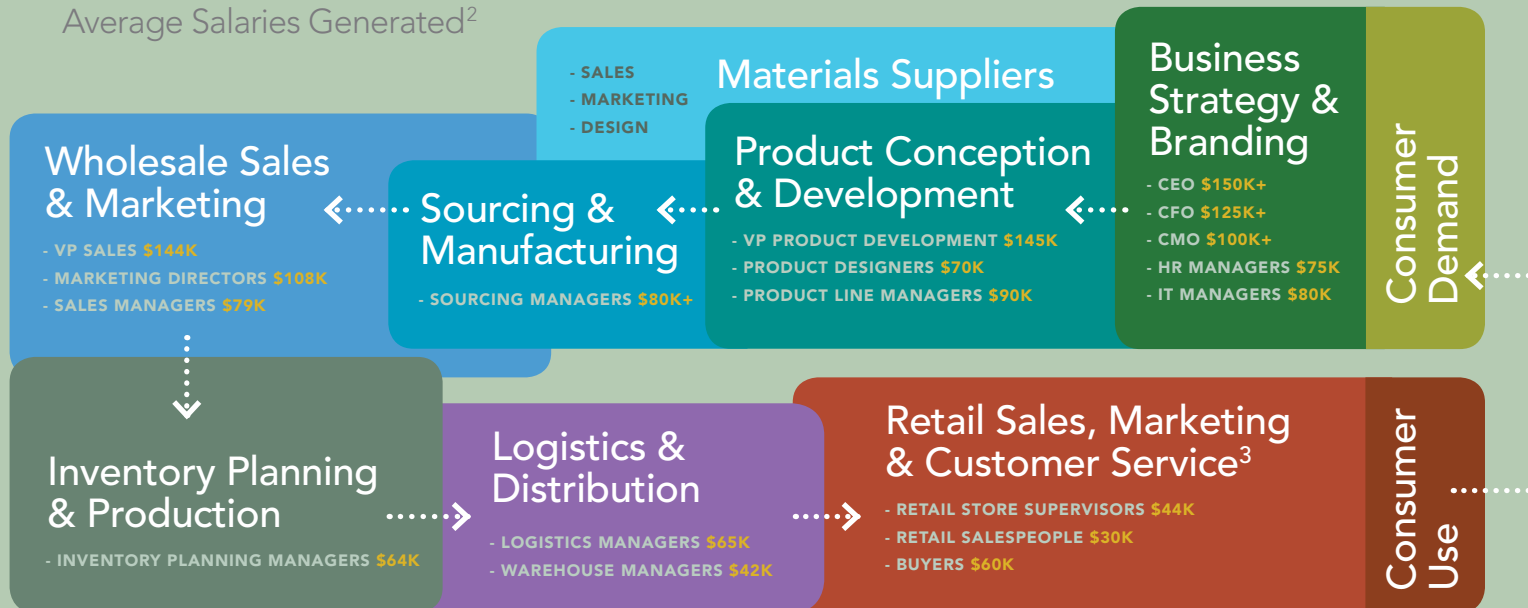 Average Salaries Generated2
- SALES
- MARKETING
- DESIGN
Materials Suppliers
Business
Strategy &
Branding
- CEO $150K+
- CFO $125K+
- CMO $100K+
- HR MANAGERS $75K
- IT MANAGERS $80K
Consumer
Demand
Product Conception
& Development
- VP PRODUCT DEVELOPMENT $145K
- PRODUCT DESIGNERS $70K
- PRODUCT LINE MANAGERS $90K
Sourcing &
Manufacturing
- SOURCING MANAGERS $80K+
Wholesale Sales
& Marketing
- VP SALES $144K
- MARKETING DIRECTORS $108K
- SALES MANAGERS $79K
Inventory Planning
& Production
- INVENTORY PLANNING MANAGERS $64K
Logistics &
Distribution
- LOGISTICS MANAGERS $65K
- WAREHOUSE MANAGERS $42K
Retail Sales, Marketing
& Customer Service3
- RETAIL STORE SUPERVISORS $44K
- RETAIL SALESPEOPLE $30K
- BUYERS $60K
Consumer
Use